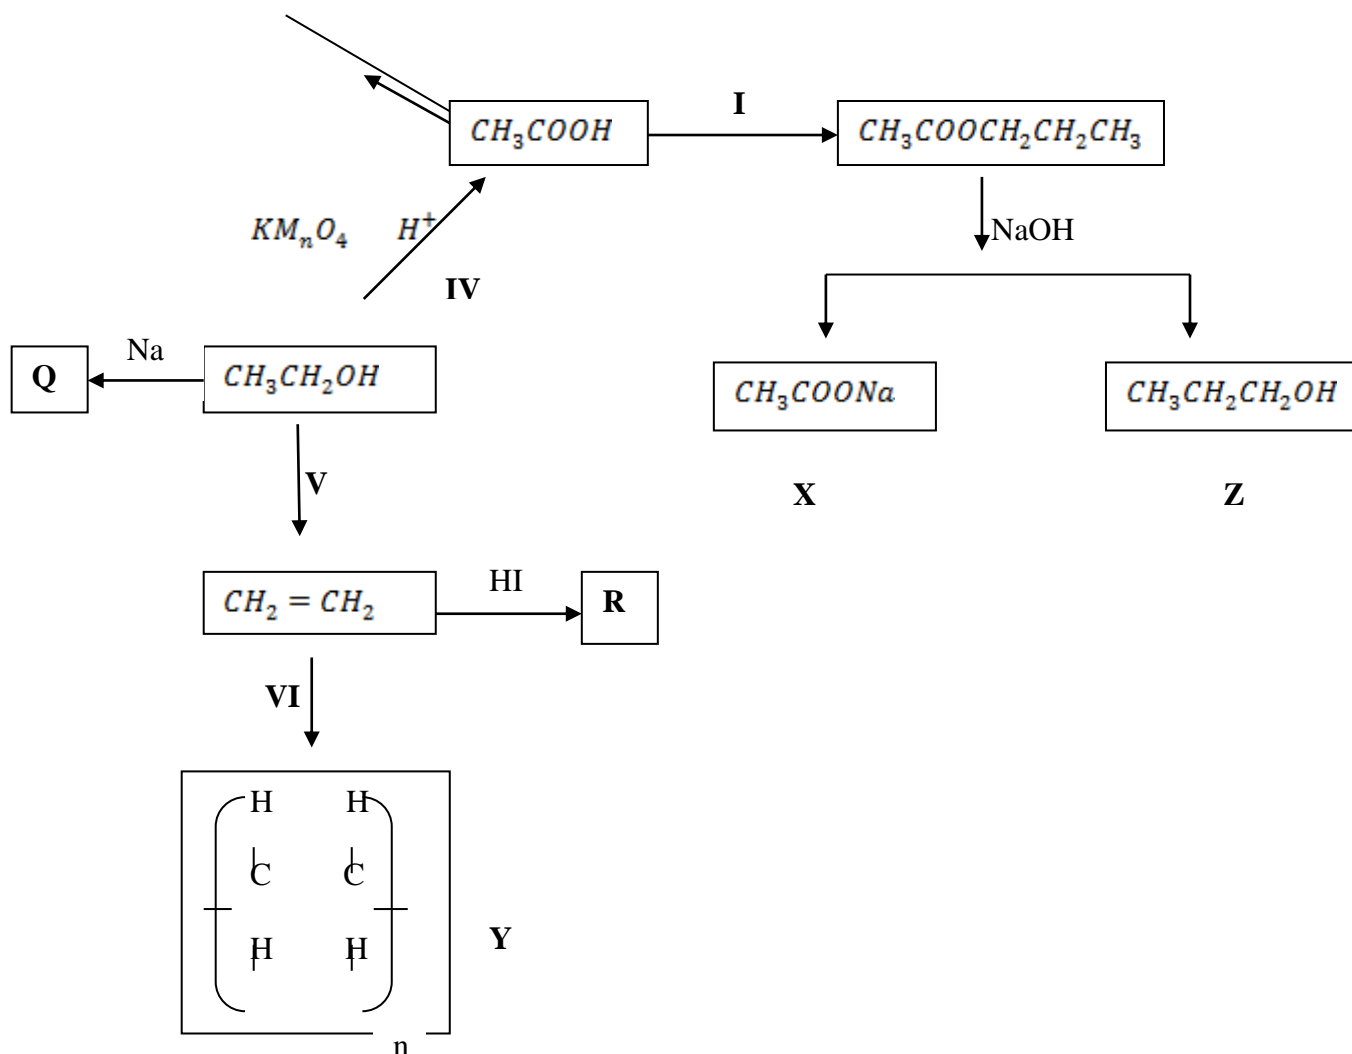 I
CH₃COOH
CH₃COOCH₂CH₂CH₃
KMₙO₄ H⁺
NaOH
IV
Na
Q
CH₃CH₂OH
CH₃COONa
CH₃CH₂CH₂OH
V
X
Z
HI
CH₂ = CH₂
R
VI
H H
C C
H H
Y
n